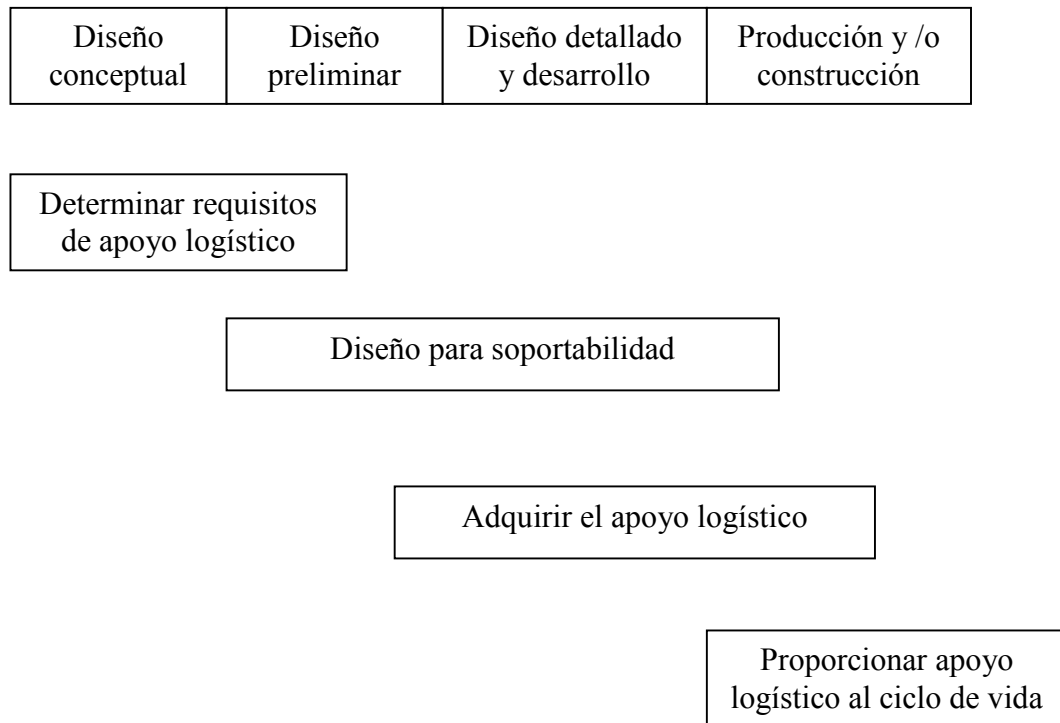 Diseño conceptual
Diseño preliminar
Diseño detallado y desarrollo
Producción y /o construcción
Determinar requisitos
de apoyo logístico
Diseño para soportabilidad
Adquirir el apoyo logístico
Proporcionar apoyo
logístico al ciclo de vida